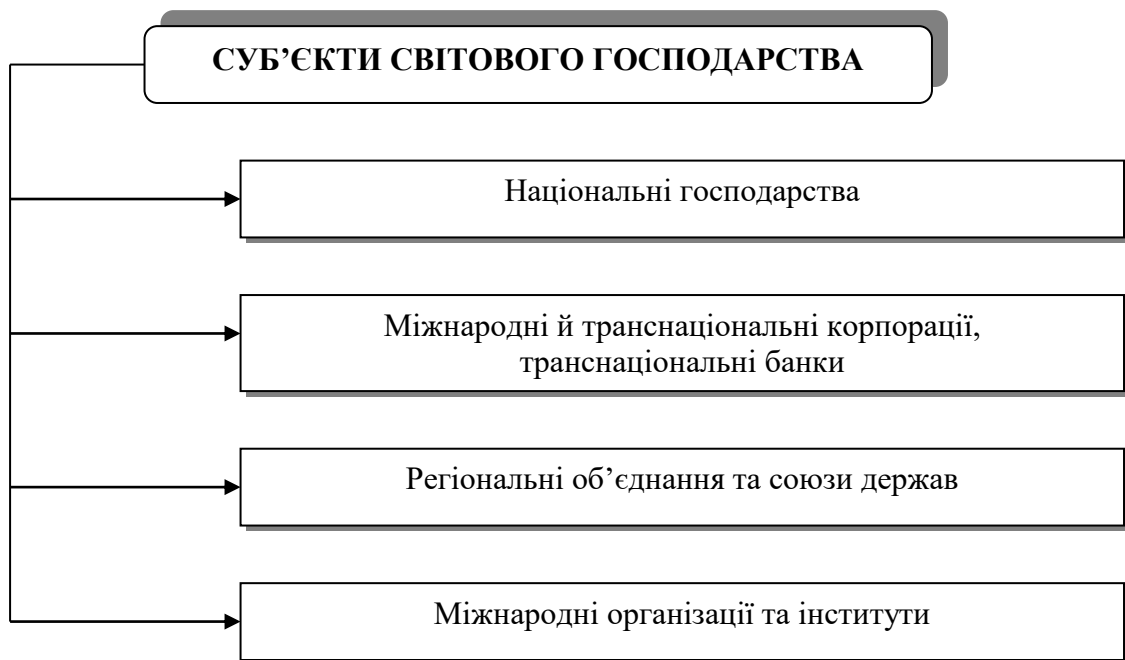 СУБ’ЄКТИ СВІТОВОГО ГОСПОДАРСТВА
Національні господарства
Міжнародні й транснаціональні корпорації,
транснаціональні банки
Регіональні об’єднання та союзи держав
Міжнародні організації та інститути